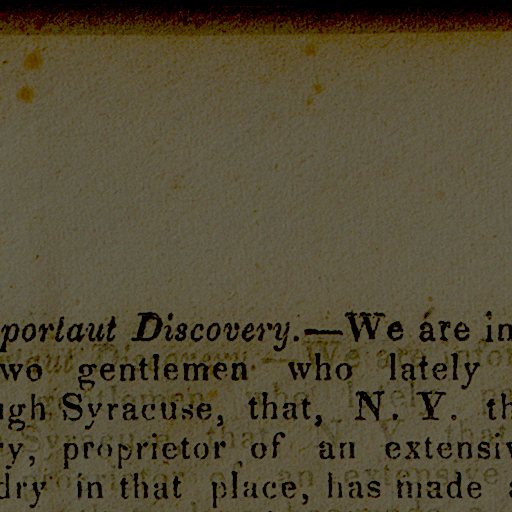 portaut Discovery.—We are in
wo gentlemen who lately
ugh Syracuse, that, N. Y. th
ry, proprietor of an extensiv
dry in that place, has made a